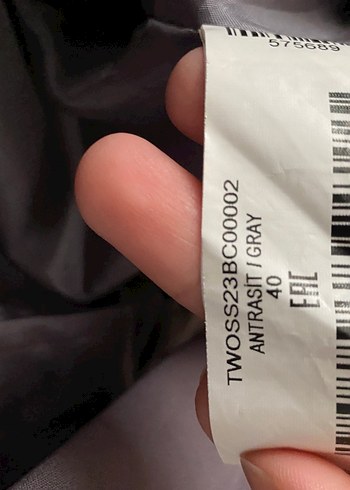 575689
TWOSS23BC00002
ANTRASİT / GRAY
40
EAC